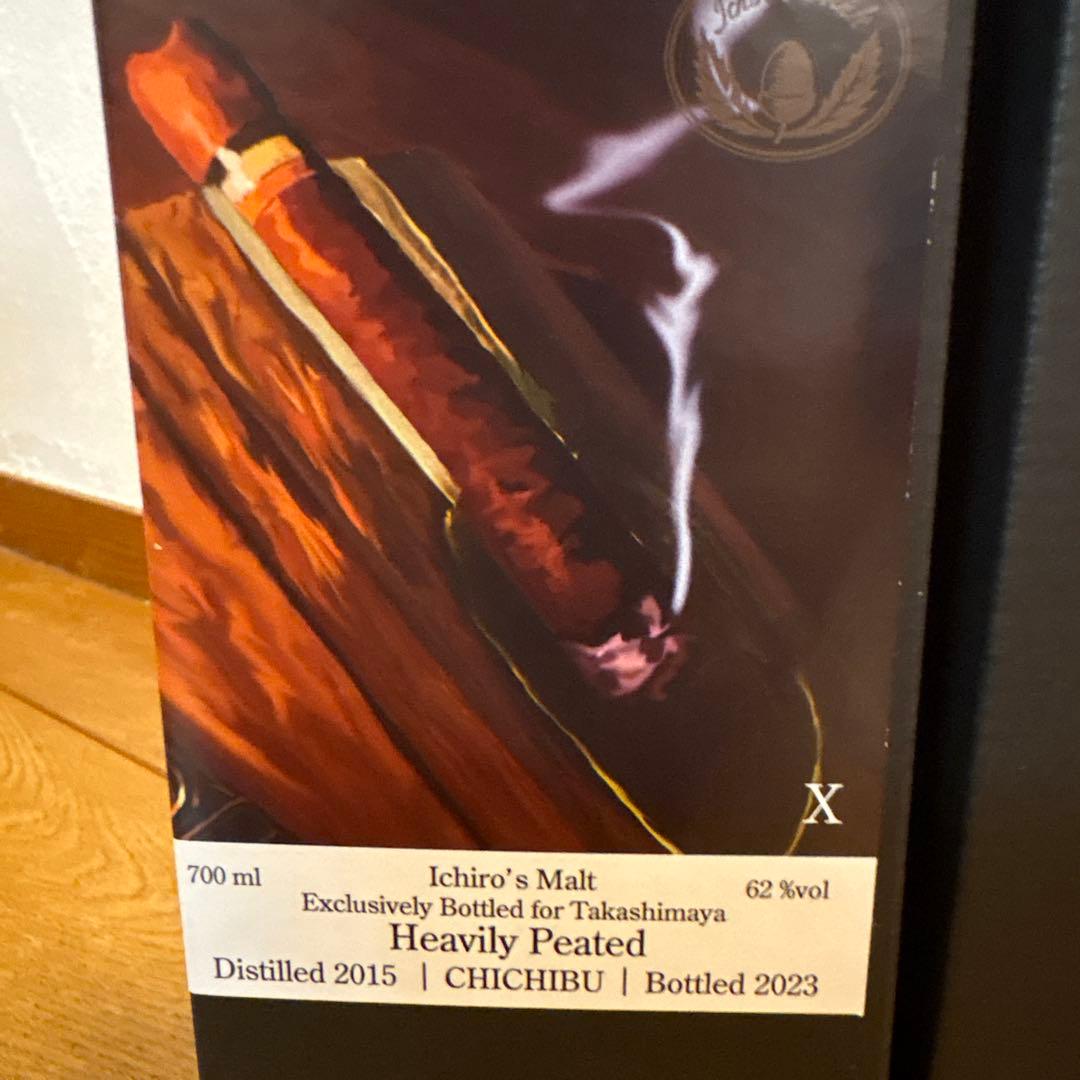 X
700 ml
Ichiro's Malt
62 %vol
Exclusively Bottled for Takashimaya
Heavily Peated
Distilled 2015 | CHICHIBU | Bottled 2023